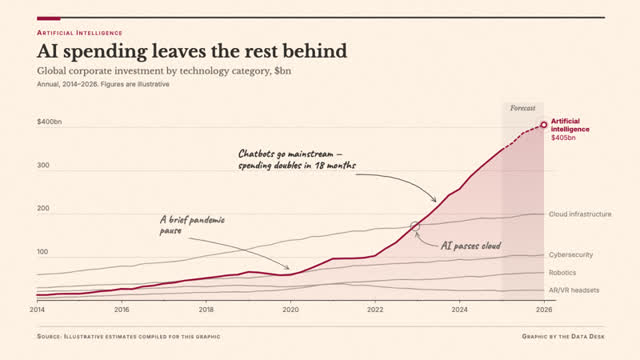 Artificial Intelligence
AI spending leaves the rest behind
Global corporate investment by technology category, $bn
Annual, 2014–2026. Figures are illustrative
Forecast
$400bn
Artificial
intelligence
$405bn
Chatbots go mainstream –
spending doubles in 18 months
300
200
Cloud infrastructure
A brief pandemic
pause
AI passes cloud
100
Cybersecurity
Robotics
AR/VR headsets
2014
2016
2018
2020
2022
2024
2026
Source: Illustrative estimates compiled for this graphic
Graphic by the Data Desk